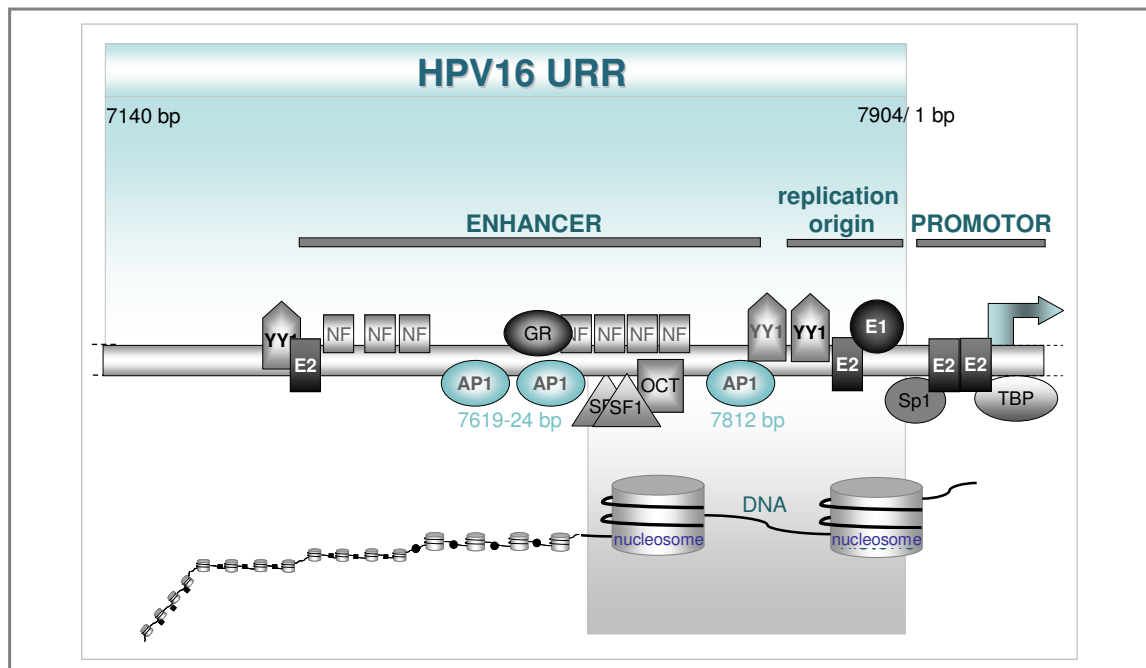 HPV16 URR
7140 bp
7904/ 1 bp
replication
origin
ENHANCER
PROMOTOR
YY1
E2
NF
NF
NF
GR
NF
NF
NF
NF
YY1
YY1
E2
E1
E2
E2
AP1
AP1
SF1
OCT
AP1
Sp1
TBP
7619-24 bp
7812 bp
DNA
nucleosome
nucleosome